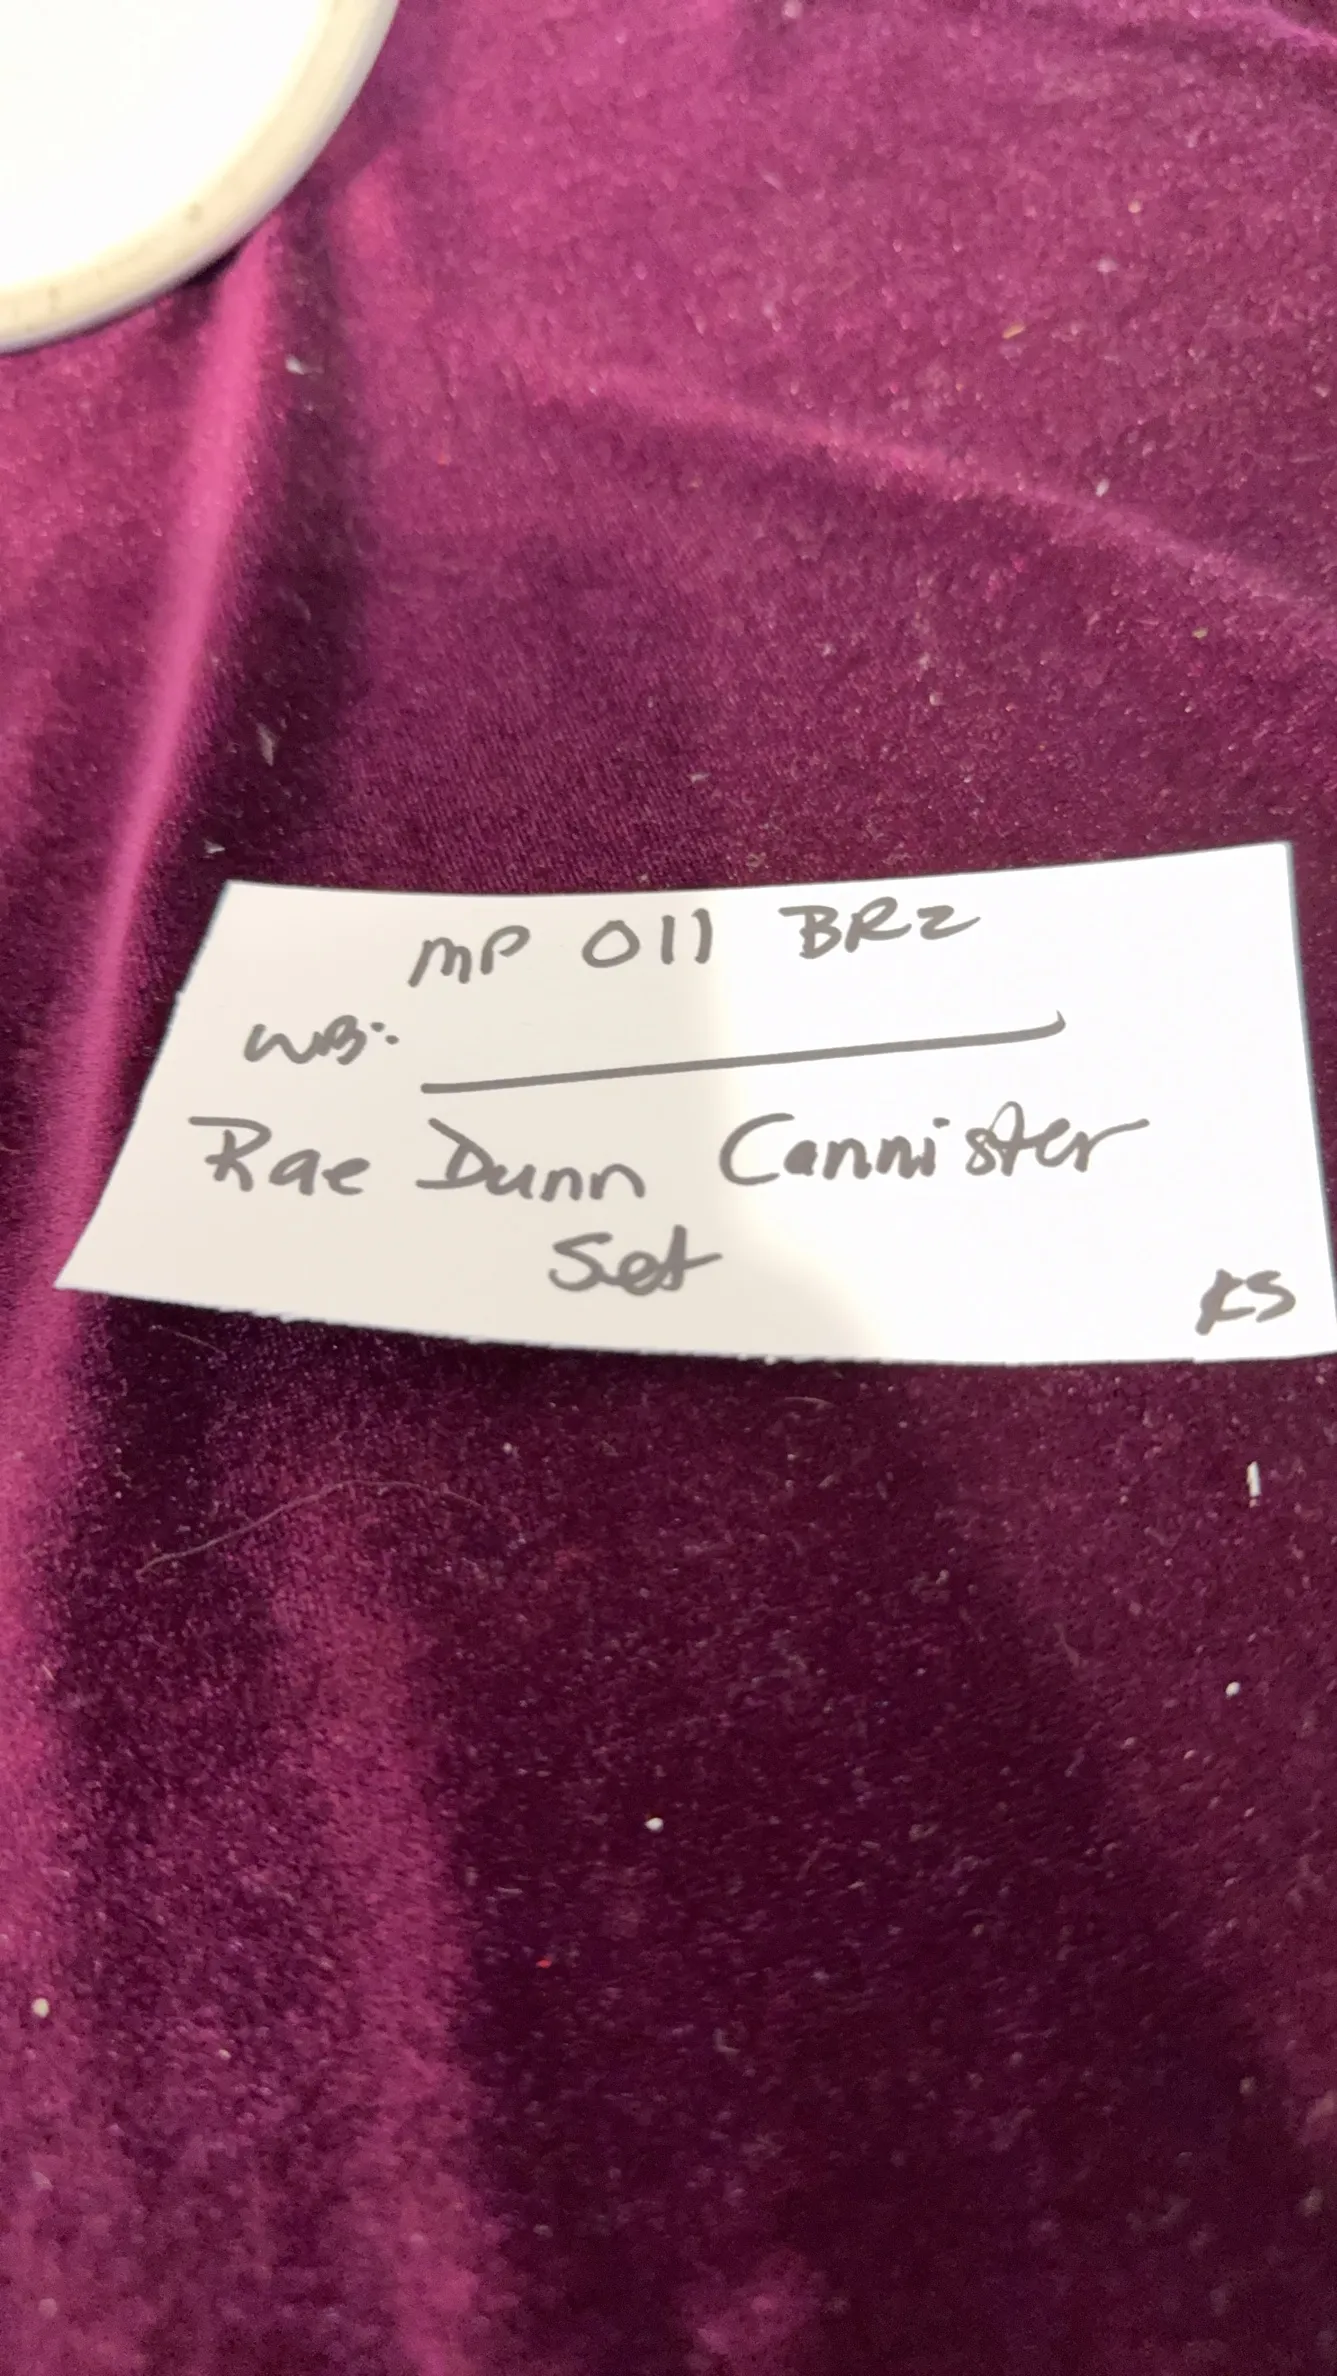 MP 011 BRZ
WB:
Rae Dunn Cannister
Set
KS